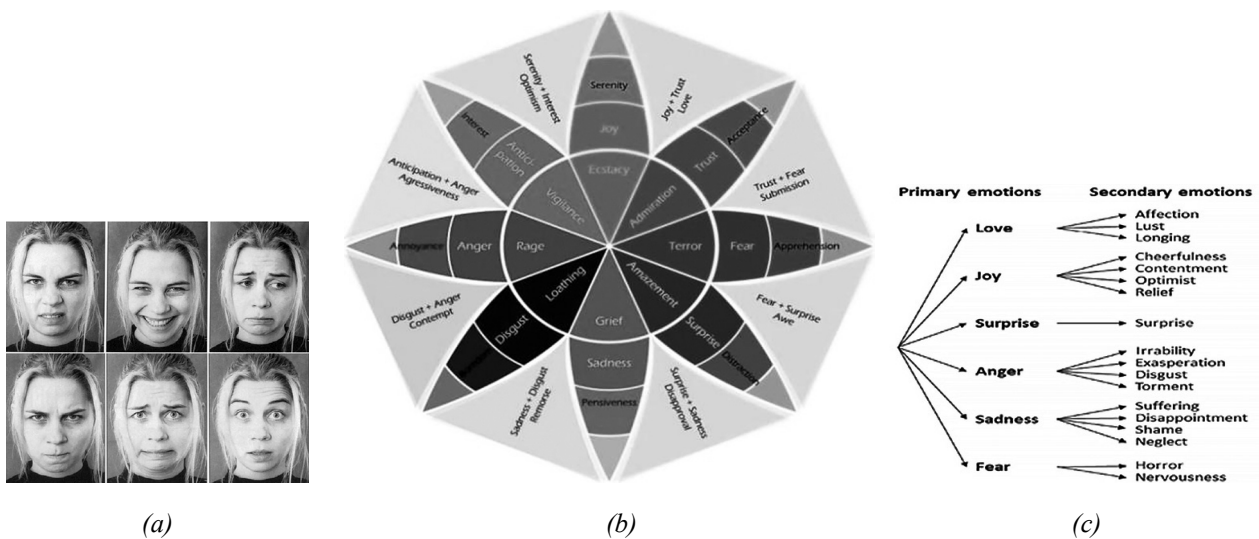 Serenity + Interest
Optimism
Serenity
Joy
Ecstacy
Joy + Trust
Love
Interest
Antici-
pation
Vigilance
Acceptance
Trust
Admiration
Anticipation + Anger
Agressiveness
Trust + Fear
Submission
Annoyance
Anger
Rage
Terror
Fear
Apprehension
Loathing
Disgust
Amazement
Surprise
Distraction
Grief
Sadness
Pensiveness
Disgust + Anger
Contempt
Fear + Surprise
Awe
Sadness + Disgust
Remorse
Surprise + Sadness
Disapproval
Primary emotions
Secondary emotions
Love
Affection
Lust
Longing
Joy
Cheerfulness
Contentment
Optimist
Relief
Surprise
Surprise
Anger
Irrability
Exasperation
Disgust
Torment
Sadness
Suffering
Disappointment
Shame
Neglect
Fear
Horror
Nervousness
(a)
(b)
(c)